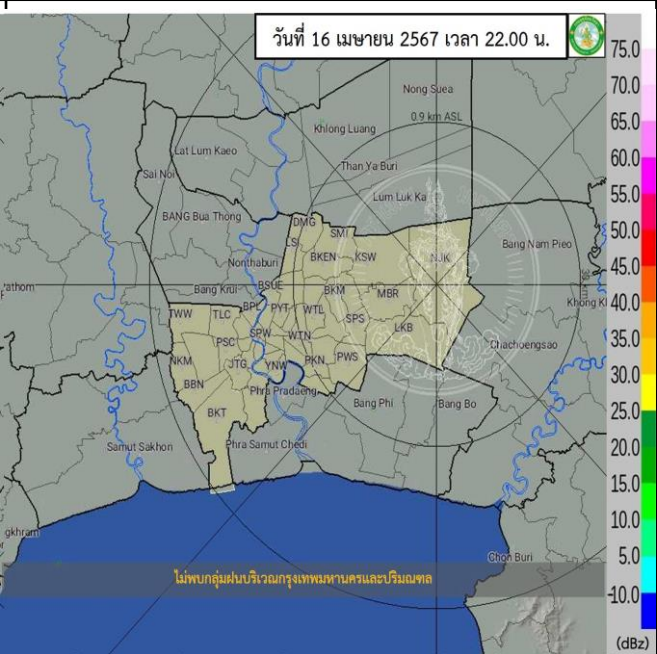 วันที่ 16 เมษายน 2567 เวลา 22.00 น.
75.0
70.0
65.0
60.0
55.0
50.0
45.0
40.0
35.0
30.0
25.0
20.0
15.0
10.0
5.0
-10.0
(dBz)
Nong Suea
0.9 km ASL
Khlong Luang
Lat Lum Kaeo
Than Ya Buri
Sai Noi
Lum Luk Ka
BANG Bua Thong
DMG
SMI
LSI
Bang Nam Pieo
Nonthaburi
BKEN
KSW
NJK
Bang Krui
BSUE
BKM
MBR
TWW
TLC
BPL
PYT
WTL
SPS
LKB
Chachoengsao
PSC
SPW
WTN
NKM
JTG
YNW
PKN
PWS
BBN
Phra Pradaeng
Bang Phi
Bang Bo
BKT
Samut Sakhon
Phra Samut Chedi
gkhram
Chon Buri
ไม่พบกลุ่มฝนบริเวณกรุงเทพมหานครและปริมณฑล